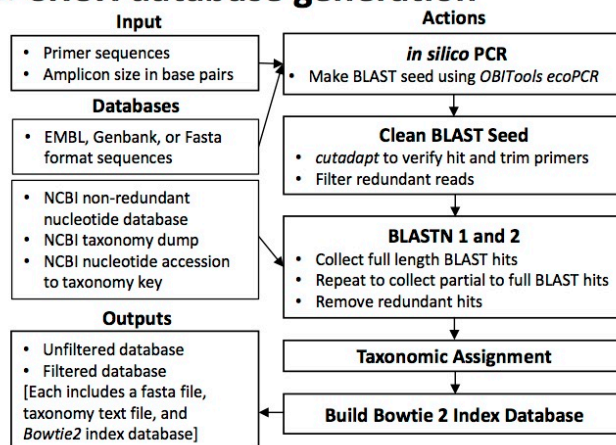 database generation
Input
• Primer sequences
• Amplicon size in base pairs
Databases
• EMBL, Genbank, or Fasta
format sequences
• NCBI non-redundant
nucleotide database
• NCBI taxonomy dump
• NCBI nucleotide accession
to taxonomy key
Outputs
• Unfiltered database
• Filtered database
[Each includes a fasta file,
taxonomy text file, and
Bowtie2 index database]
Actions
in silico PCR
• Make BLAST seed using OBITools ecoPCR
Clean BLAST Seed
• cutadapt to verify hit and trim primers
• Filter redundant reads
BLASTN 1 and 2
• Collect full length BLAST hits
• Repeat to collect partial to full BLAST hits
• Remove redundant hits
Taxonomic Assignment
Build Bowtie 2 Index Database